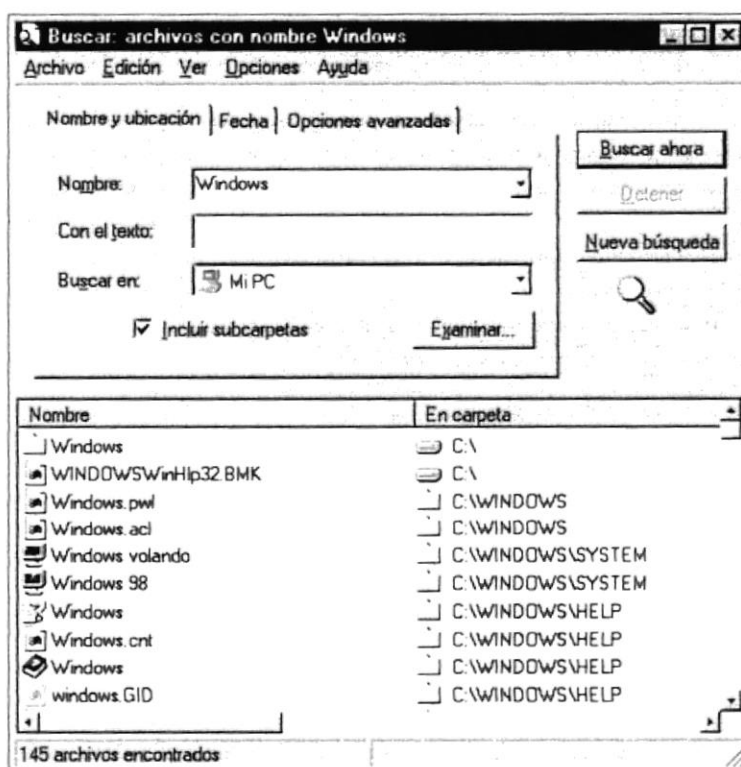 Buscar: archivos con nombre Windows
Archivo Edición Ver Opciones Ayuda
Nombre y ubicación Fecha Opciones avanzadas
Nombre: Windows
Con el texto:
Buscar en: Mi PC
Incluir subcarpetas Examinar...
Buscar ahora
Detener
Nueva búsqueda
Nombre En carpeta
Windows C:\
WINDOWSWinHlp32.BMK C:\
Windows.pwl C:\WINDOWS
Windows.acl C:\WINDOWS
Windows volando C:\WINDOWS\SYSTEM
Windows 98 C:\WINDOWS\SYSTEM
Windows C:\WINDOWS\HELP
Windows.cnt C:\WINDOWS\HELP
Windows C:\WINDOWS\HELP
windows.GID C:\WINDOWS\HELP
145 archivos encontrados